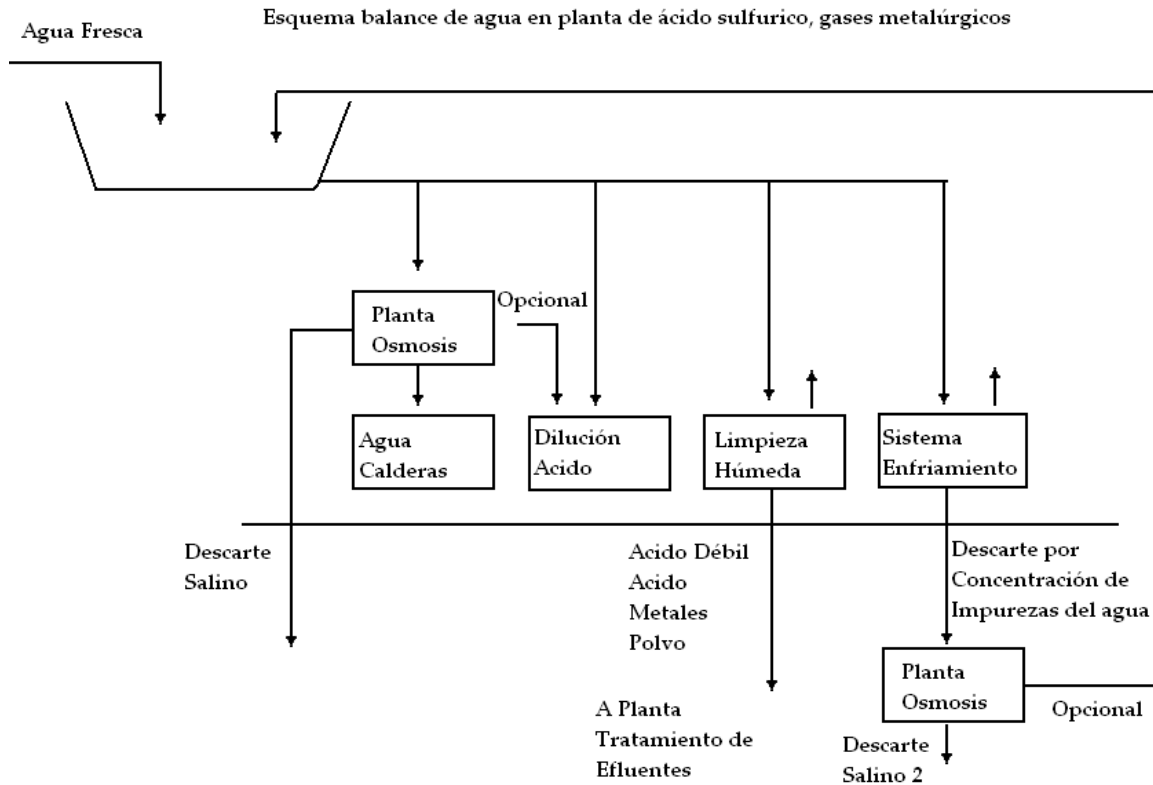 Esquema balance de agua en planta de ácido sulfurico, gases metalúrgicos
Agua Fresca
Opcional
Planta
Osmosis
Agua
Calderas
Dilución
Acido
Limpieza
Húmeda
Sistema
Enfriamiento
Descarte
Salino
Acido Débil
Acido
Metales
Polvo
Descarte por
Concentración de
Impurezas del agua
Planta
Osmosis
Opcional
A Planta
Tratamiento de
Efluentes
Descarte
Salino 2